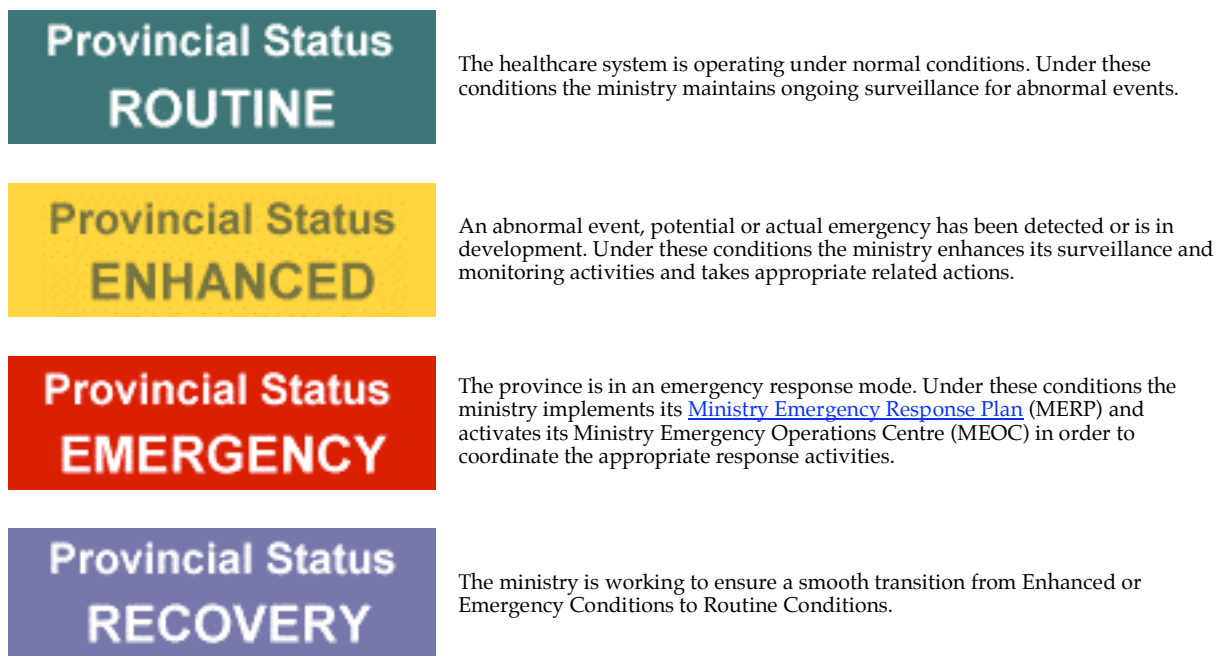 Provincial Status
ROUTINE
The healthcare system is operating under normal conditions. Under these
conditions the ministry maintains ongoing surveillance for abnormal events.
Provincial Status
ENHANCED
An abnormal event, potential or actual emergency has been detected or is in
development. Under these conditions the ministry enhances its surveillance and
monitoring activities and takes appropriate related actions.
Provincial Status
EMERGENCY
The province is in an emergency response mode. Under these conditions the
ministry implements its Ministry Emergency Response Plan (MERP) and
activates its Ministry Emergency Operations Centre (MEOC) in order to
coordinate the appropriate response activities.
Provincial Status
RECOVERY
The ministry is working to ensure a smooth transition from Enhanced or
Emergency Conditions to Routine Conditions.